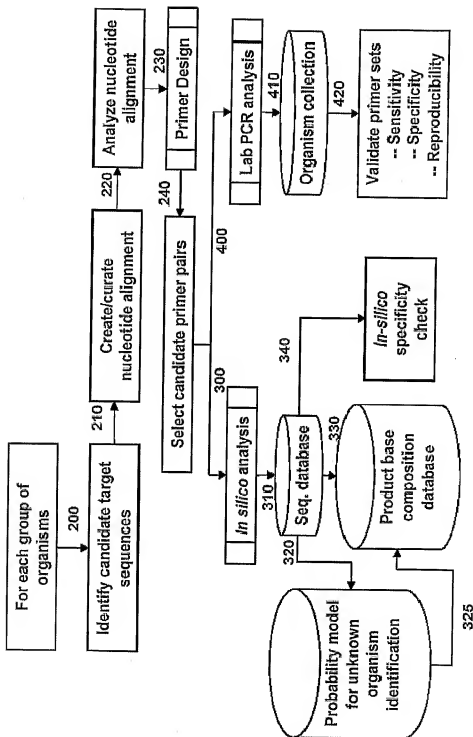 For each group of
organisms
200
Identify candidate target
sequences
210
Create/curate
nucleotide alignment
220
Analyze nucleotide
alignment
230
Primer Design
240
Select candidate primer pairs
300
400
In silico analysis
310
Seq. database
320
330
340
Probability model
for unknown
organism
identification
325
Product base
composition
database
In-silico
specificity
check
Lab PCR analysis
410
Organism collection
420
Validate primer sets
-- Sensitivity
-- Specificity
-- Reproducibility